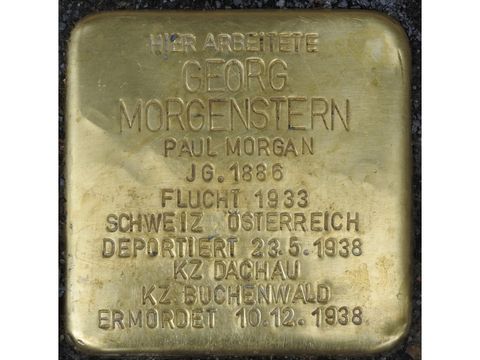 HIER ARBEITETE
GEORG
MORGENSTERN
PAUL MORGAN
JG. 1886
FLUCHT 1933
SCHWEIZ ÖSTERREICH
DEPORTIERT 23.5.1938
KZ DACHAU
KZ BUCHENWALD
ERMORDET 10.12.1938